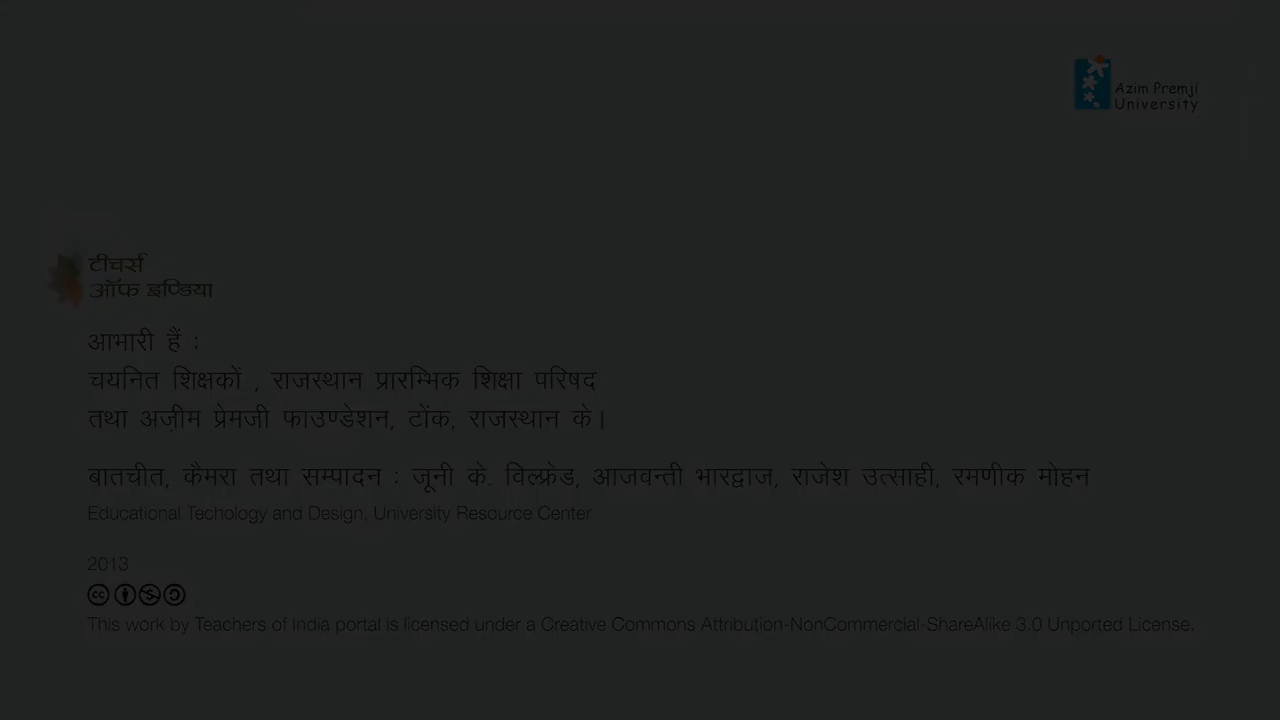 Azim Premji
University
टीचर्स
ऑफ इण्डिया
आभारी हैं :
चयनित शिक्षकों , राजस्थान प्रारम्भिक शिक्षा परिषद
तथा अज़ीम प्रेमजी फाउण्डेशन, टोंक, राजस्थान के।
बातचीत, कैमरा तथा सम्पादन : जूनी के. विल्फ्रेड, आजवन्ती भारद्वाज, राजेश उत्साही, रमणीक मोहन
Educational Techology and Design, University Resource Center
2013
This work by Teachers of India portal is licensed under a Creative Commons Attribution-NonCommercial-ShareAlike 3.0 Unported License.